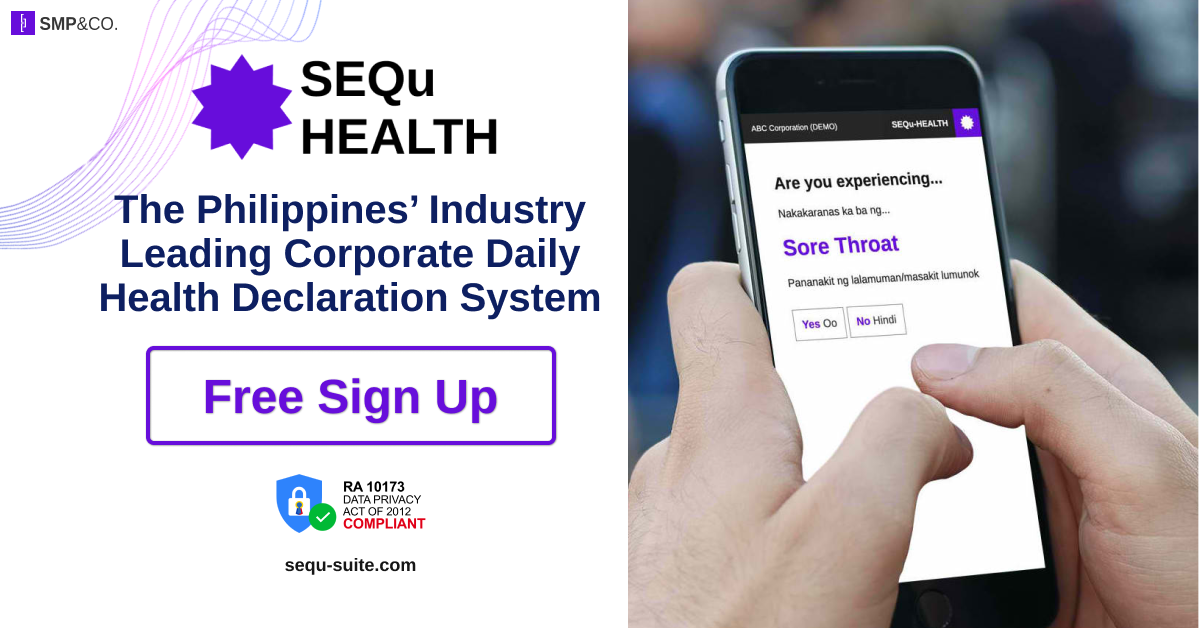 SMP&CO.
SEQu
HEALTH
The Philippines’ Industry
Leading Corporate Daily
Health Declaration System
Free Sign Up
RA 10173
DATA PRIVACY
ACT OF 2012
COMPLIANT
sequ-suite.com
ABC Corporation (DEMO) SEQu-HEALTH
Are you experiencing...
Nakakaranas ka ba ng...
Sore Throat
Pananakit ng lalamuman/masakit lumunok
Yes Oo No Hindi